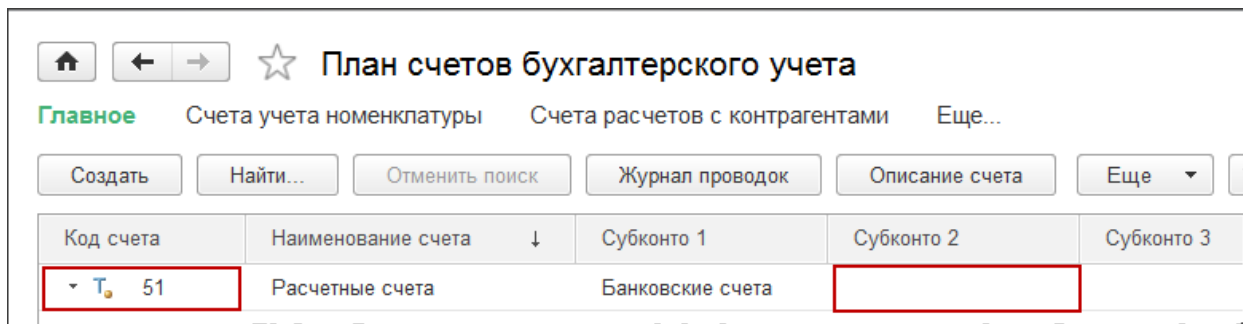 План счетов бухгалтерского учета
Главное Счета учета номенклатуры Счета расчетов с контрагентами Еще...
Создать Найти... Отменить поиск Журнал проводок Описание счета Еще
Код счета Наименование счета ↓ Субконто 1 Субконто 2 Субконто 3
Т 51 Расчетные счета Банковские счета